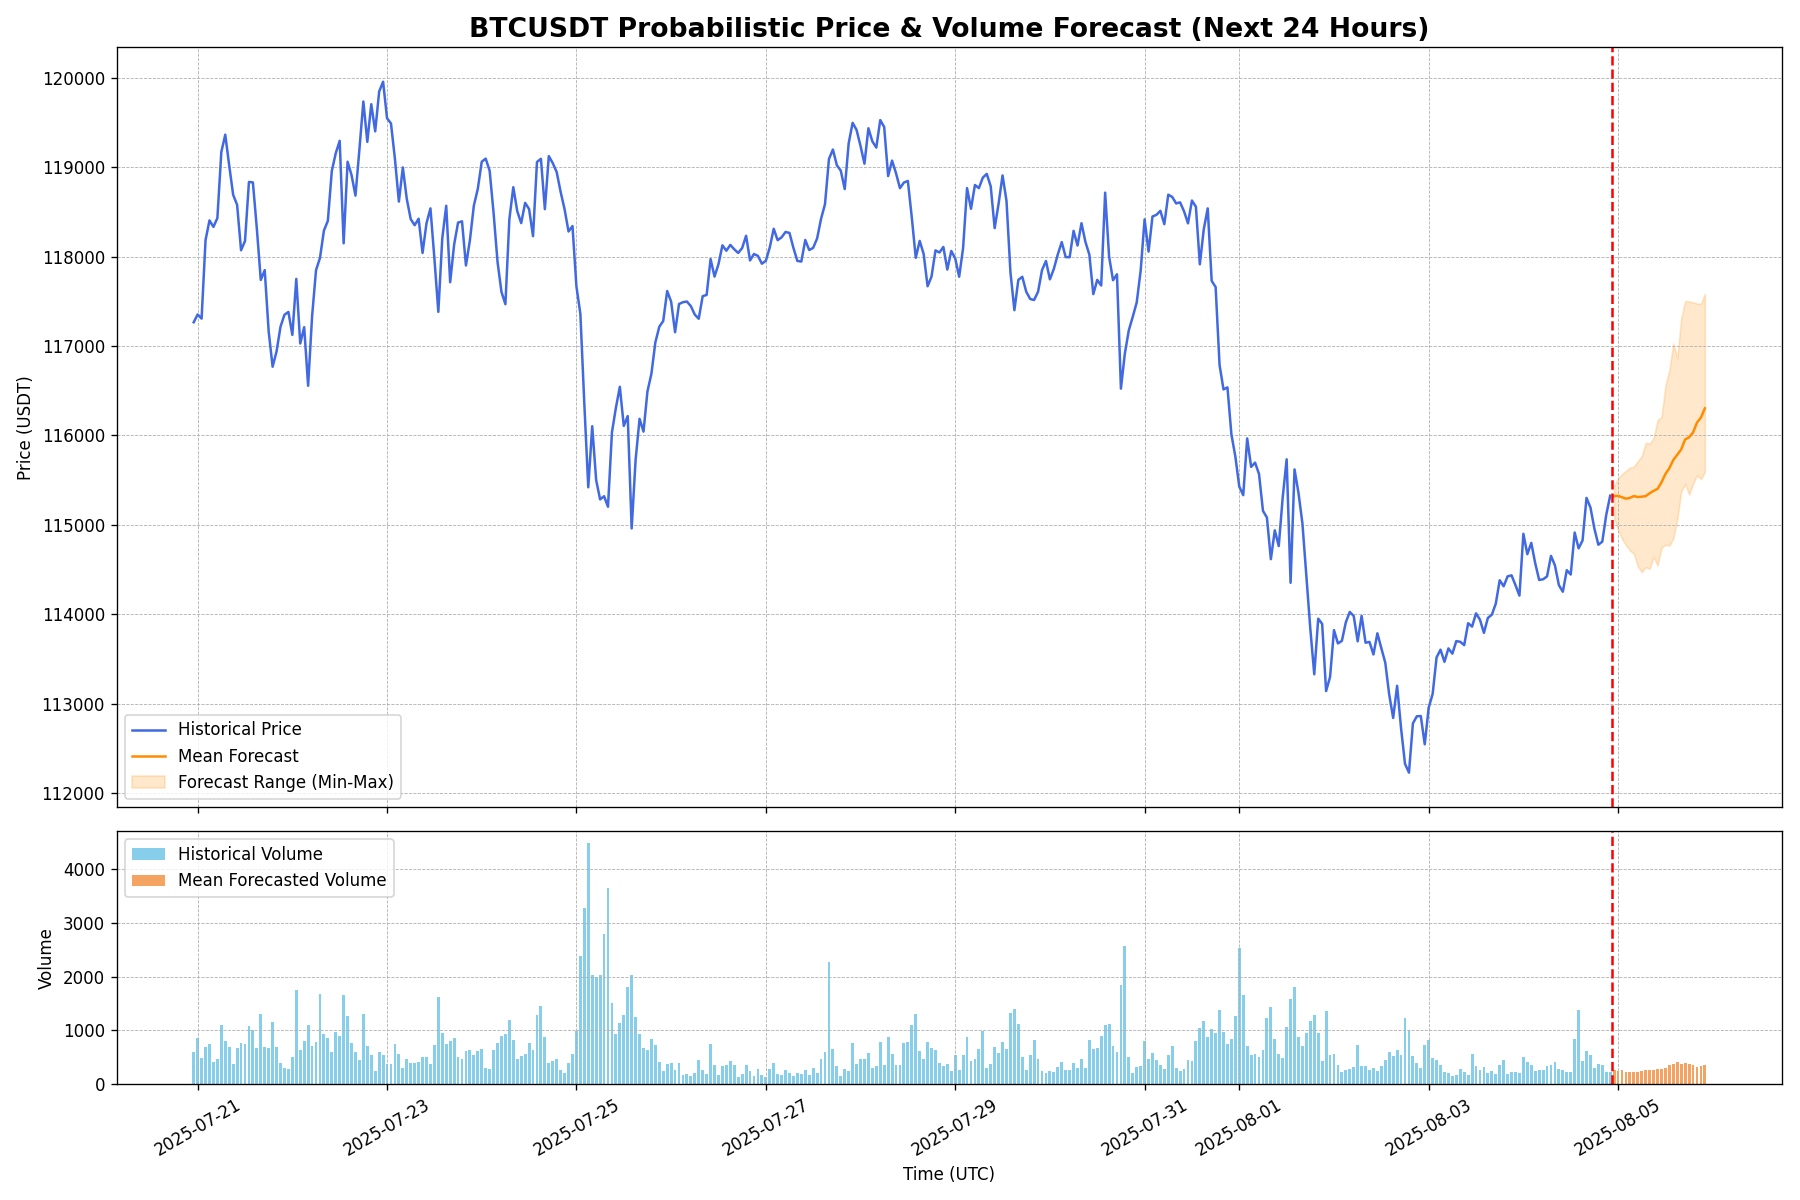 BTCUSDT Probabilistic Price & Volume Forecast (Next 24 Hours)
Price (USDT)
120000
119000
118000
117000
116000
115000
114000
113000
112000
Historical Price
Mean Forecast
Forecast Range (Min-Max)
Volume
4000
3000
2000
1000
0
Historical Volume
Mean Forecasted Volume
2025-07-21
2025-07-23
2025-07-25
2025-07-27
2025-07-29
2025-07-31
2025-08-01
2025-08-03
2025-08-05
Time (UTC)